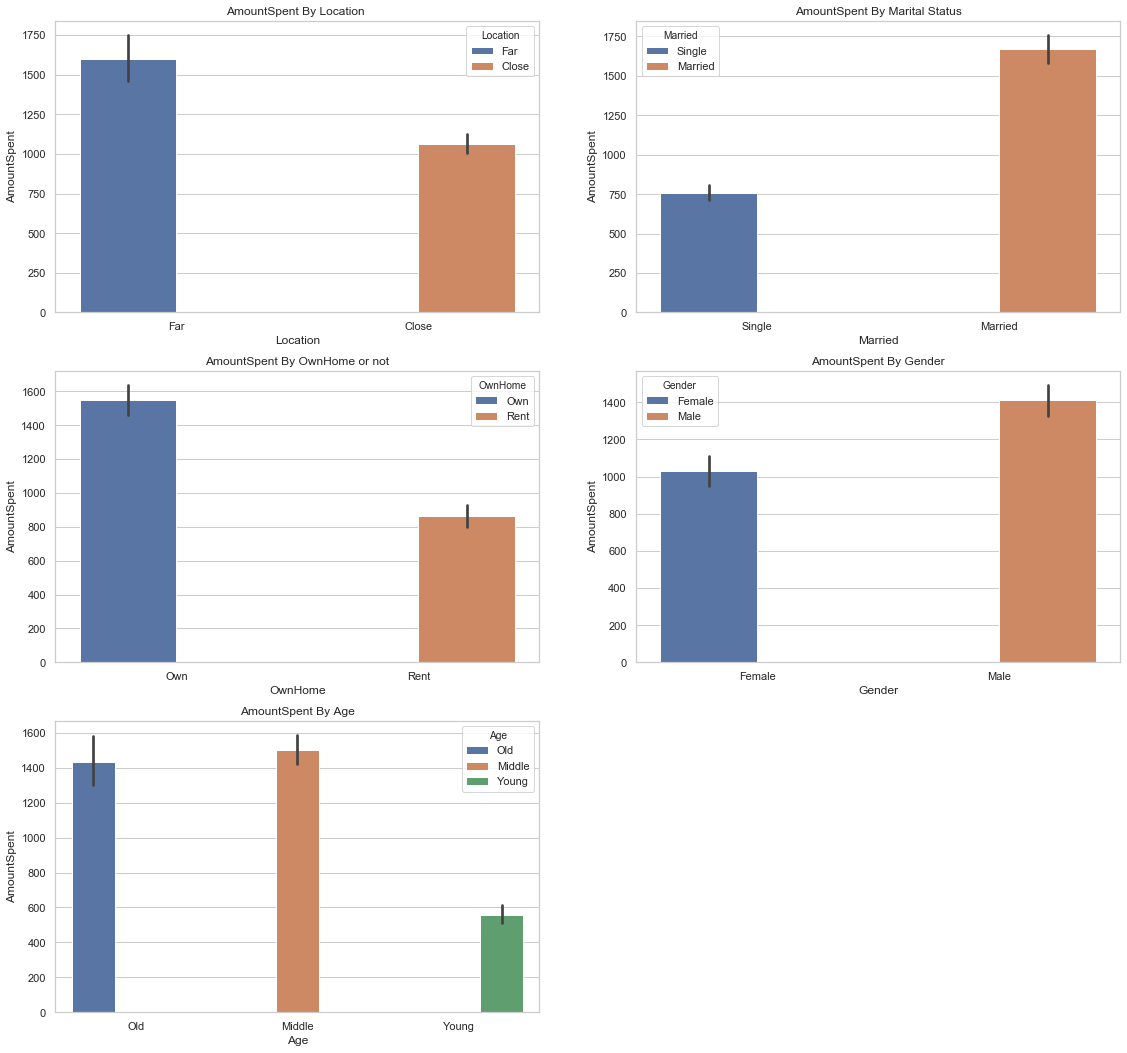 AmountSpent By Location
1750
1500
1250
1000
750
500
250
0
AmountSpent
Location
Far
Close
Far
Close
Location
AmountSpent By Marital Status
1750
1500
1250
1000
750
500
250
0
AmountSpent
Married
Single
Married
Single
Married
Married
AmountSpent By OwnHome or not
1600
1400
1200
1000
800
600
400
200
0
AmountSpent
OwnHome
Own
Rent
Own
Rent
OwnHome
AmountSpent By Gender
1400
1200
1000
800
600
400
200
0
AmountSpent
Gender
Female
Male
Female
Male
Gender
AmountSpent By Age
1600
1400
1200
1000
800
600
400
200
0
AmountSpent
Age
Old
Middle
Young
Old
Middle
Young
Age